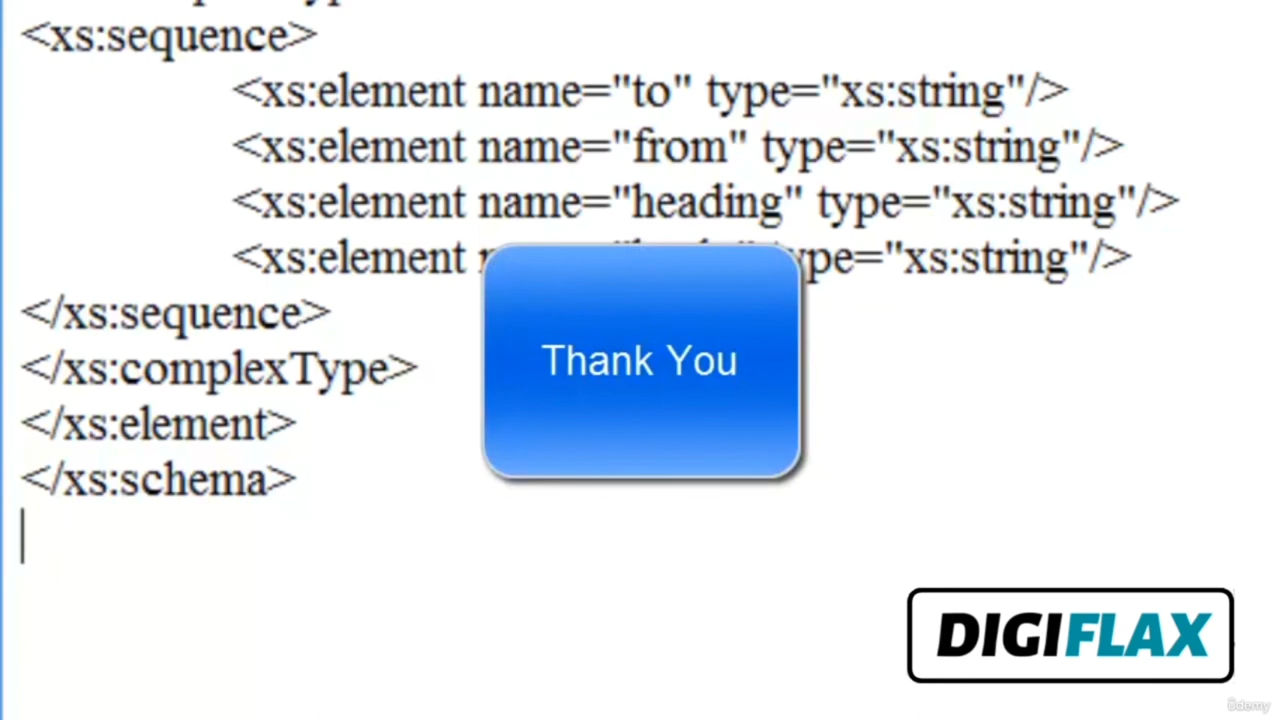 <xs:sequence>
<xs:element name="to" type="xs:string"/>
<xs:element name="from" type="xs:string"/>
<xs:element name="heading" type="xs:string"/>
<xs:element type="xs:string"/>
</xs:sequence>
</xs:complexType>
</xs:element>
</xs:schema>
Thank You
DIGIFLAX
ûdemy